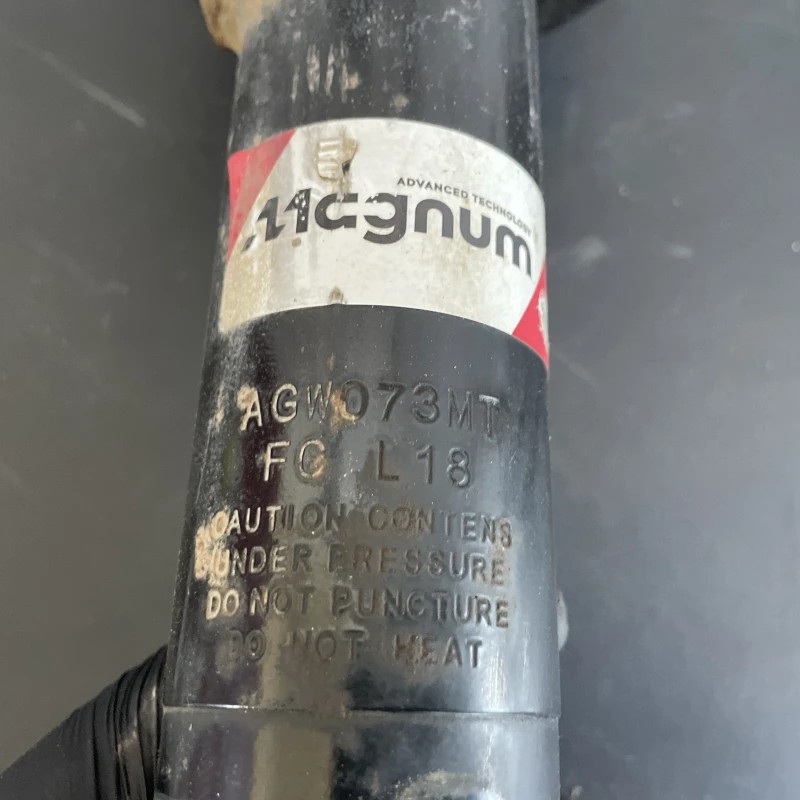 ADVANCED TECHNOLOGY
Magnum
AGW073MT
FC L18
CAUTION CONTENS
UNDER PRESSURE
DO NOT PUNCTURE
DO NOT HEAT